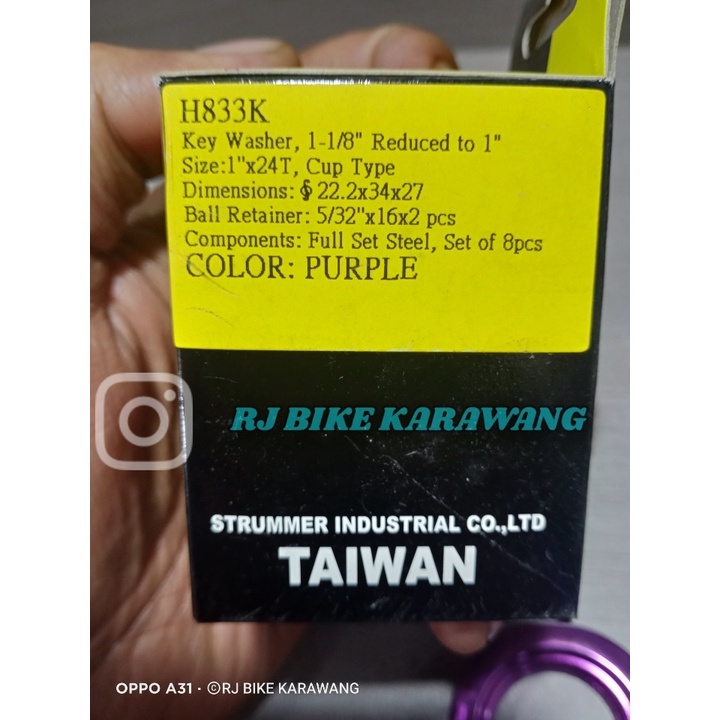 H833K
Key Washer, 1-1/8" Reduced to 1"
Size:1"x24T, Cup Type
Dimensions: ∮ 22.2x34x27
Ball Retainer: 5/32"x16x2 pcs
Components: Full Set Steel, Set of 8pcs
COLOR: PURPLE
RJ BIKE KARAWANG
STRUMMER INDUSTRIAL CO.,LTD
TAIWAN
OPPO A31 · ©RJ BIKE KARAWANG